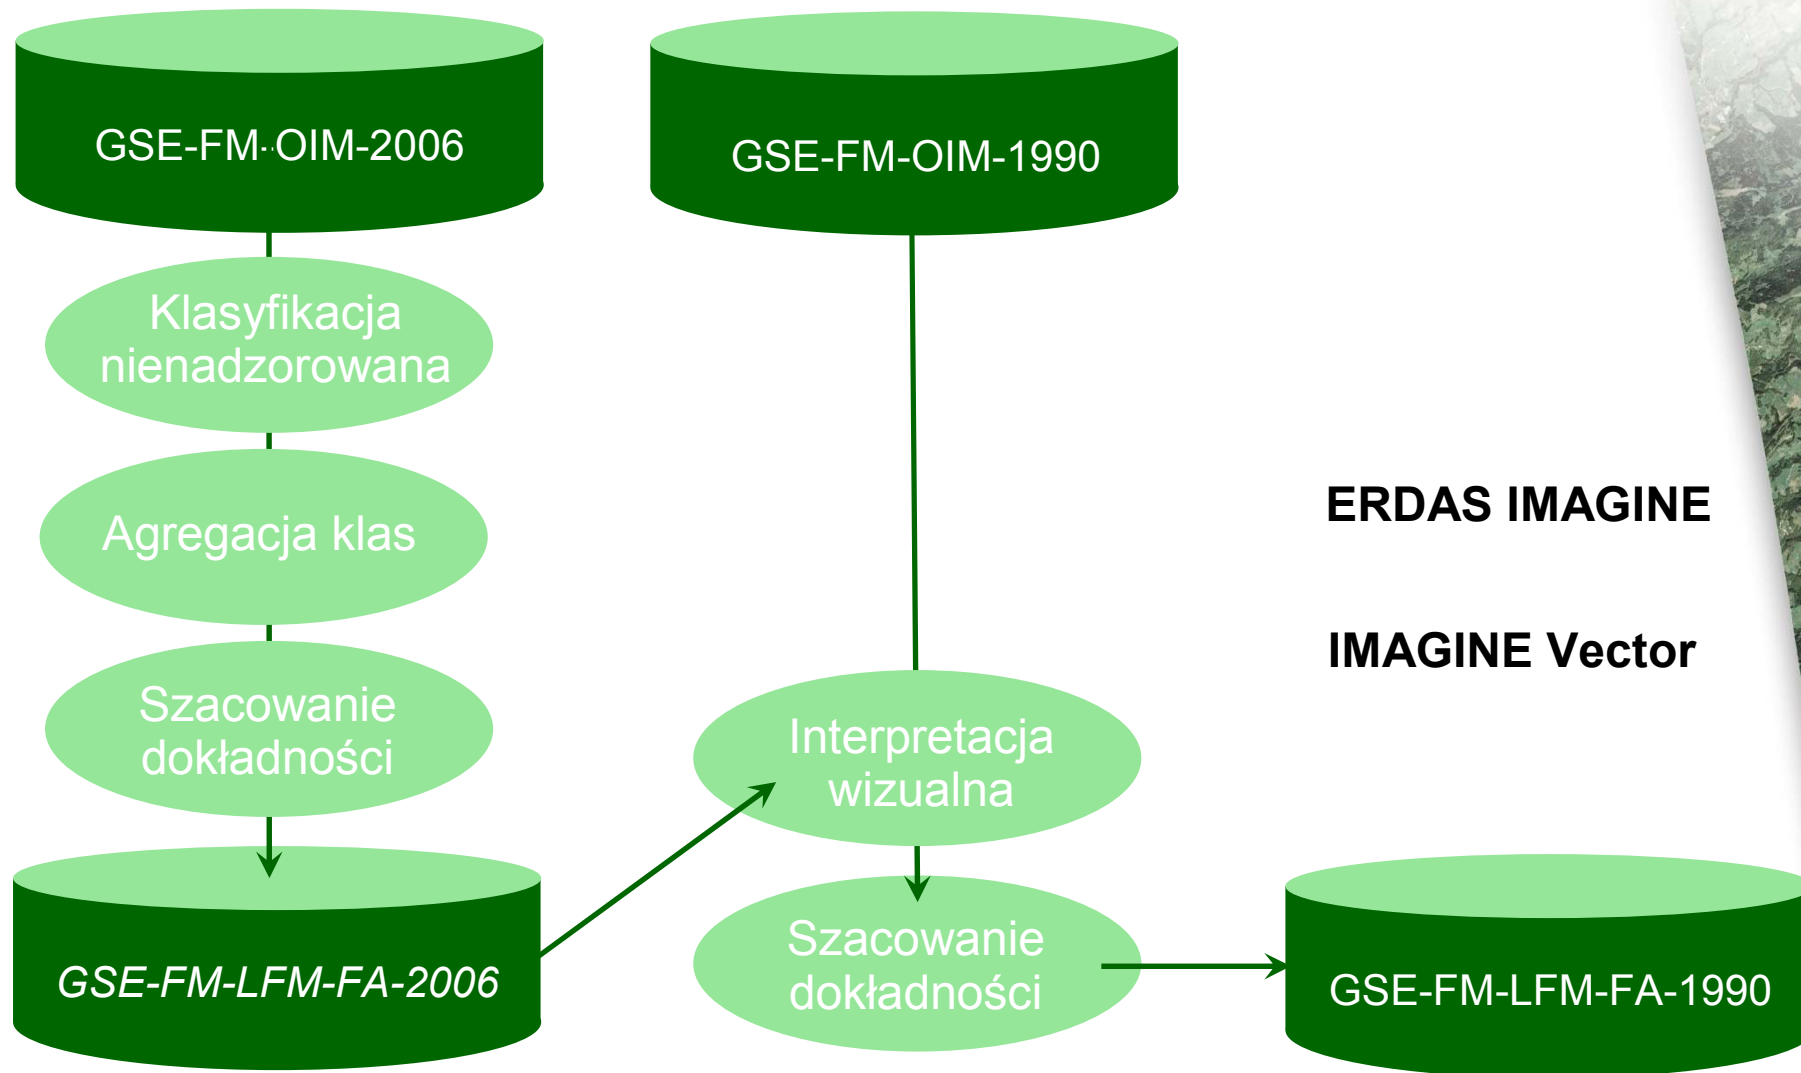 GSE-FM-OIM-2006
GSE-FM-OIM-1990
Klasyfikacja
nienadzorowana
Agregacja klas
ERDAS IMAGINE
IMAGINE Vector
Szacowanie
dokładności
Interpretacja
wizualna
GSE-FM-LFM-FA-2006
Szacowanie
dokładności
GSE-FM-LFM-FA-1990